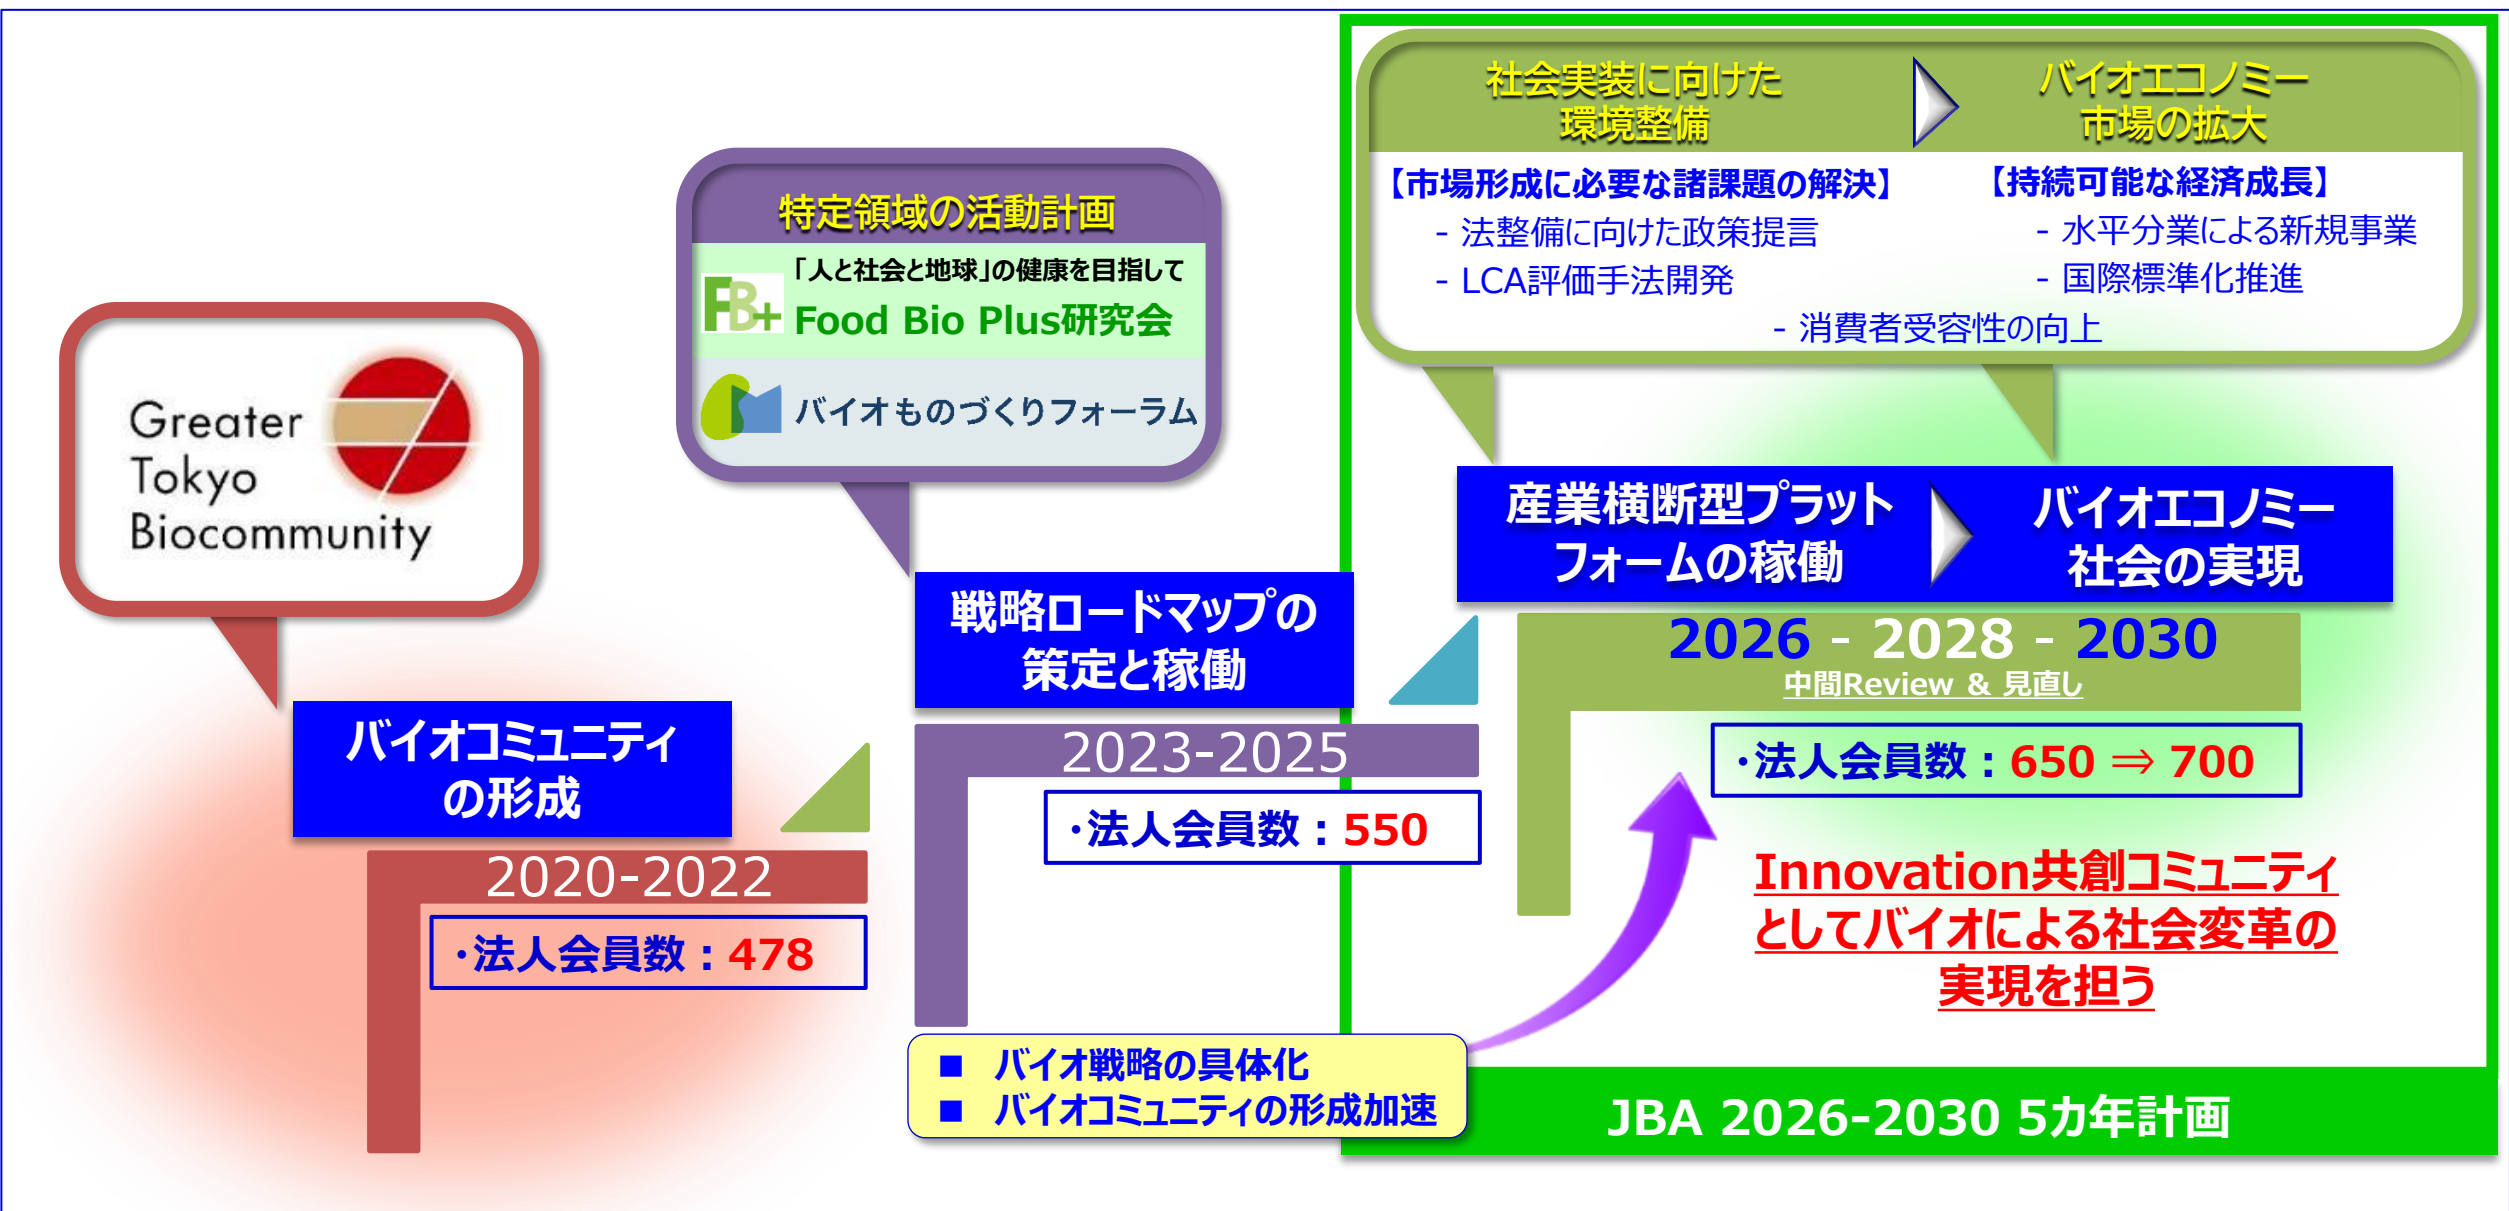 Greater
Tokyo
Biocommunity
バイオコミュニティ
の形成
2020-2022
・法人会員数：478
特定領域の活動計画
「人と社会と地球」の健康を目指して
FB+
Food Bio Plus研究会
バイオものづくりフォーラム
戦略ロードマップの
策定と稼働
2023-2025
・法人会員数：550
■ バイオ戦略の具体化
■ バイオコミュニティの形成加速
社会実装に向けた
環境整備
バイオエコノミー
市場の拡大
【市場形成に必要な諸課題の解決】
- 法整備に向けた政策提言
- LCA評価手法開発
【持続可能な経済成長】
- 水平分業による新規事業
- 国際標準化推進
- 消費者受容性の向上
産業横断型プラット
フォームの稼働
バイオエコノミー
社会の実現
2026 - 2028 - 2030
中間Review & 見直し
・法人会員数：650 ⇒ 700
Innovation共創コミュニティ
としてバイオによる社会変革の
実現を担う
JBA 2026-2030 5カ年計画